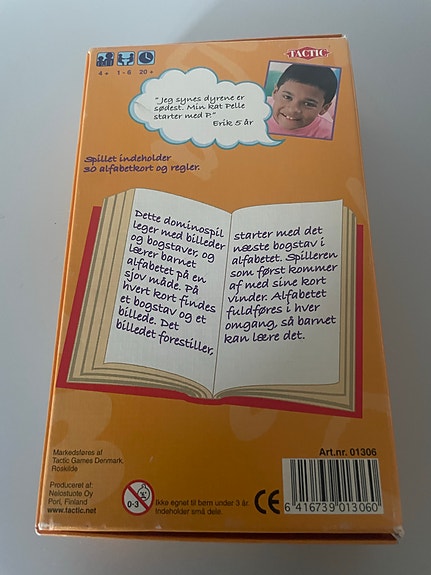 TACTIC
4 + 1 - 6 20 +
"Jeg synes dyrene er
sødest. Min kat Pelle
starter med P."
Erik 5 år
Spillet indeholder
30 alfabetkort og regler.
Dette dominospil
leger med billeder
og bogstaver, og
lærer barnet
alfabetet på en
sjov måde. På
hvert kort findes
et bogstav og et
billede. Det
billedet forestiller,
starter med det
næste bogstav i
alfabetet. Spilleren
som først kommer
af med sine kort
vinder. Alfabetet
fuldføres i hver
omgang, så barnet
kan lære det.
Markedsføres af
Tactic Games Denmark,
Roskilde
Produceret af:
Nelostuote Oy
Pori, Finland
www.tactic.net
0-3
Ikke egnet til børn under 3 år.
Indeholder små dele.
CE
Art.nr. 01306
6 416739 013060